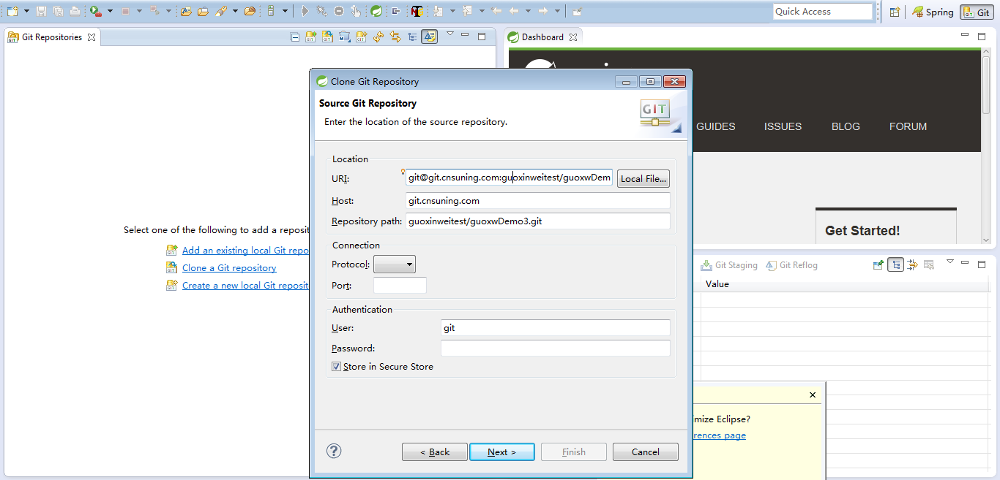 Quick Access
Spring
Git
Git Repositories
Dashboard
Clone Git Repository
Source Git Repository
Enter the location of the source repository.
GIT
GUIDES
ISSUES
BLOG
FORUM
Location
URI:
git@git.cnsuning.com:guoxinweitest/guoxwDem
Local File...
Host:
git.cnsuning.com
Repository path:
guoxinweitest/guoxwDemo3.git
Select one of the following to add a reposit
Add an existing local Git repo
Clone a Git repository
Create a new local Git reposit
Get Started!
Connection
Protocol:
Port:
Git Staging
Git Reflog
Value
Authentication
User:
git
Password:
Store in Secure Store
mize Eclipse?
rences page
< Back
Next >
Finish
Cancel